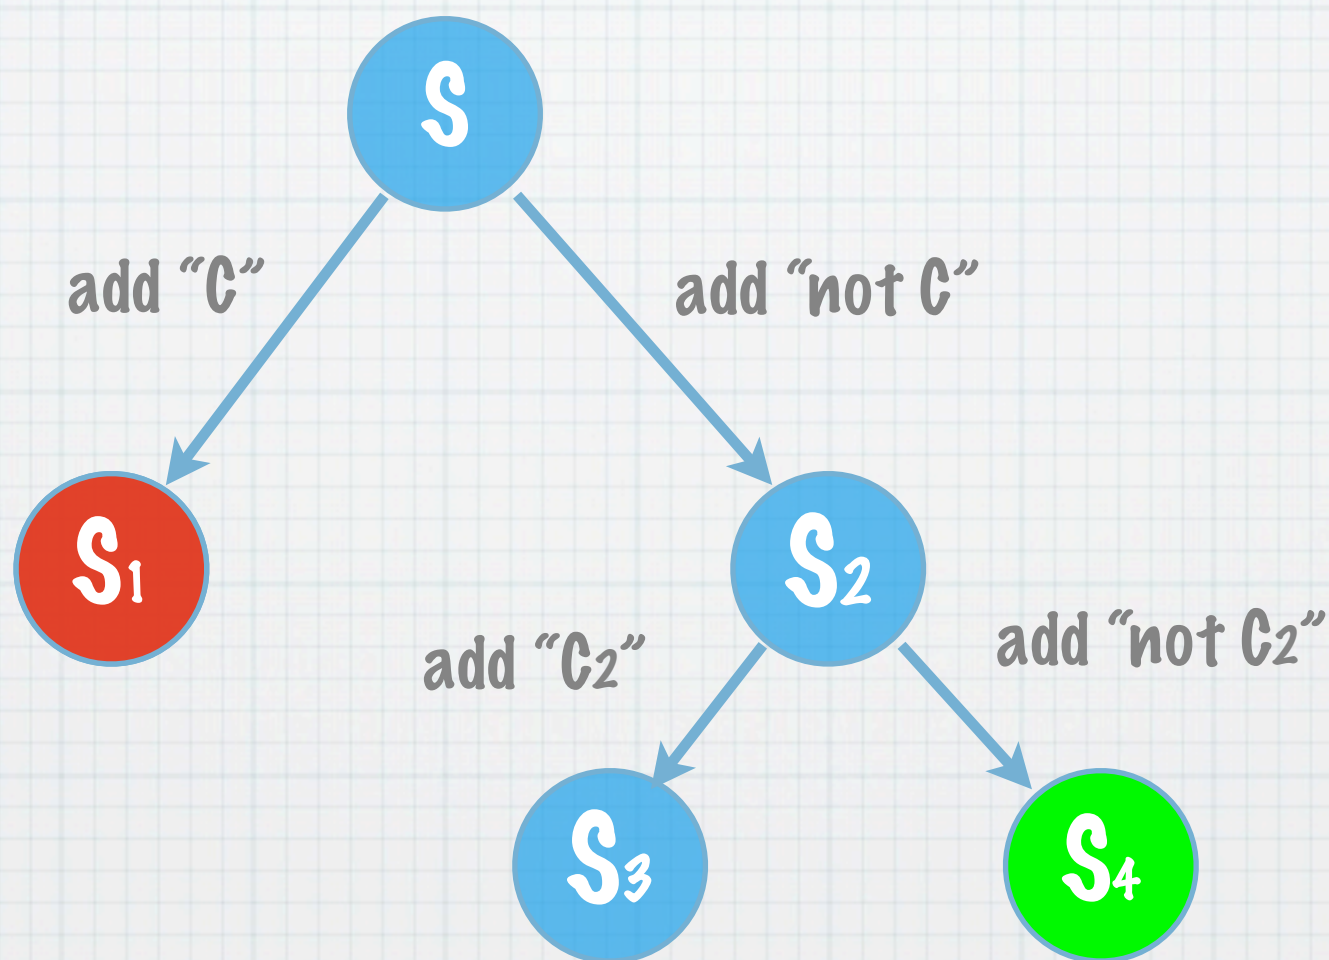 S
add “C”
add “not C”
S1
S2
add “C2”
add “not C2”
S3
S4